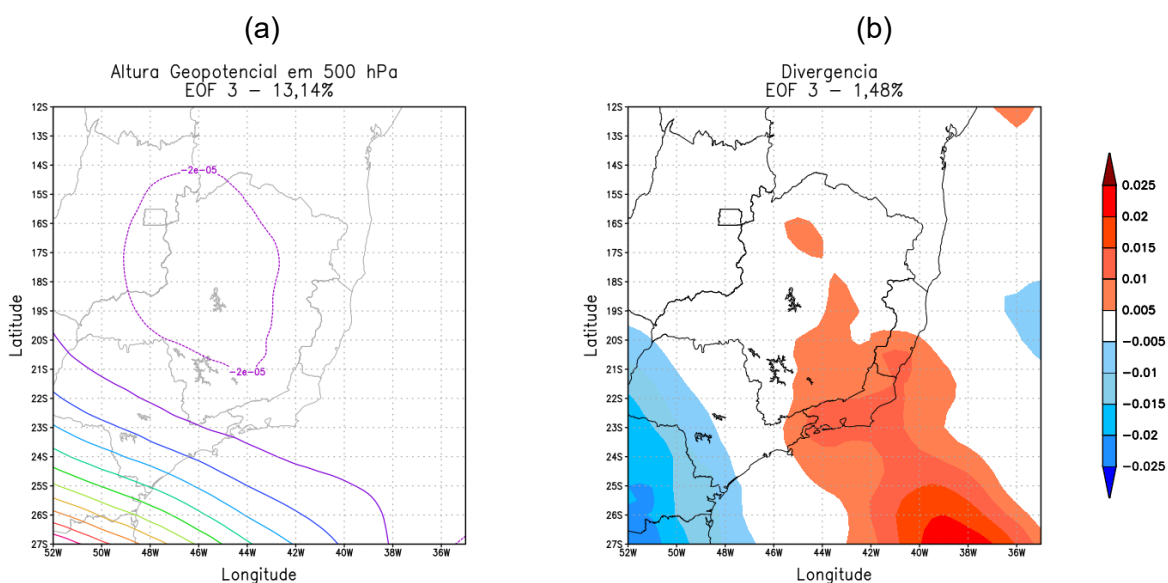 (a)
(b)
Altura Geopotencial em 500 hPa
EOF 3 - 13,14%
Divergencia
EOF 3 - 1,48%
12S
13S
14S
15S
16S
17S
18S
19S
20S
21S
22S
23S
24S
25S
26S
27S
Latitude
-2e-05
-2e-05
52W 50W 48W 46W 44W 42W 40W 38W 36W
Longitude
12S
13S
14S
15S
16S
17S
18S
19S
20S
21S
22S
23S
24S
25S
26S
27S
Latitude
52W 50W 48W 46W 44W 42W 40W 38W 36W
Longitude
0.025
0.02
0.015
0.01
0.005
-0.005
-0.01
-0.015
-0.02
-0.025